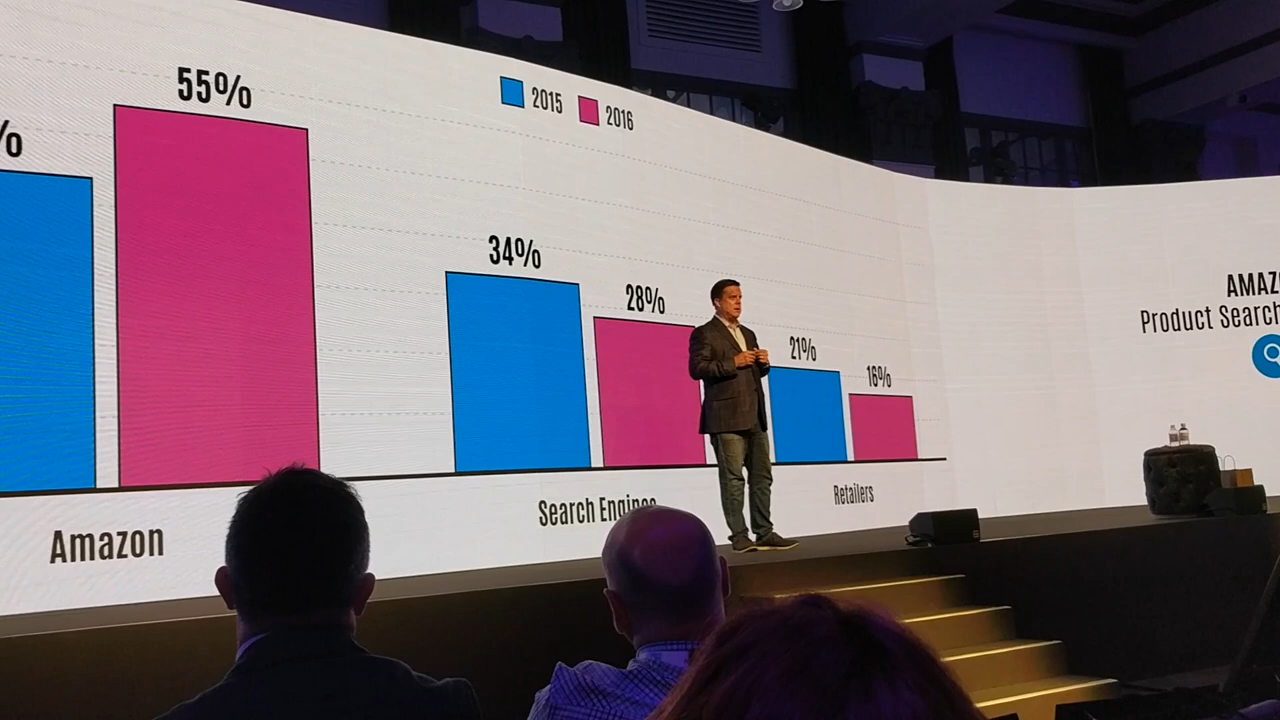 55%
%
2015
2016
34%
28%
21%
16%
Amazon
Search Engines
Retailers
Product Search